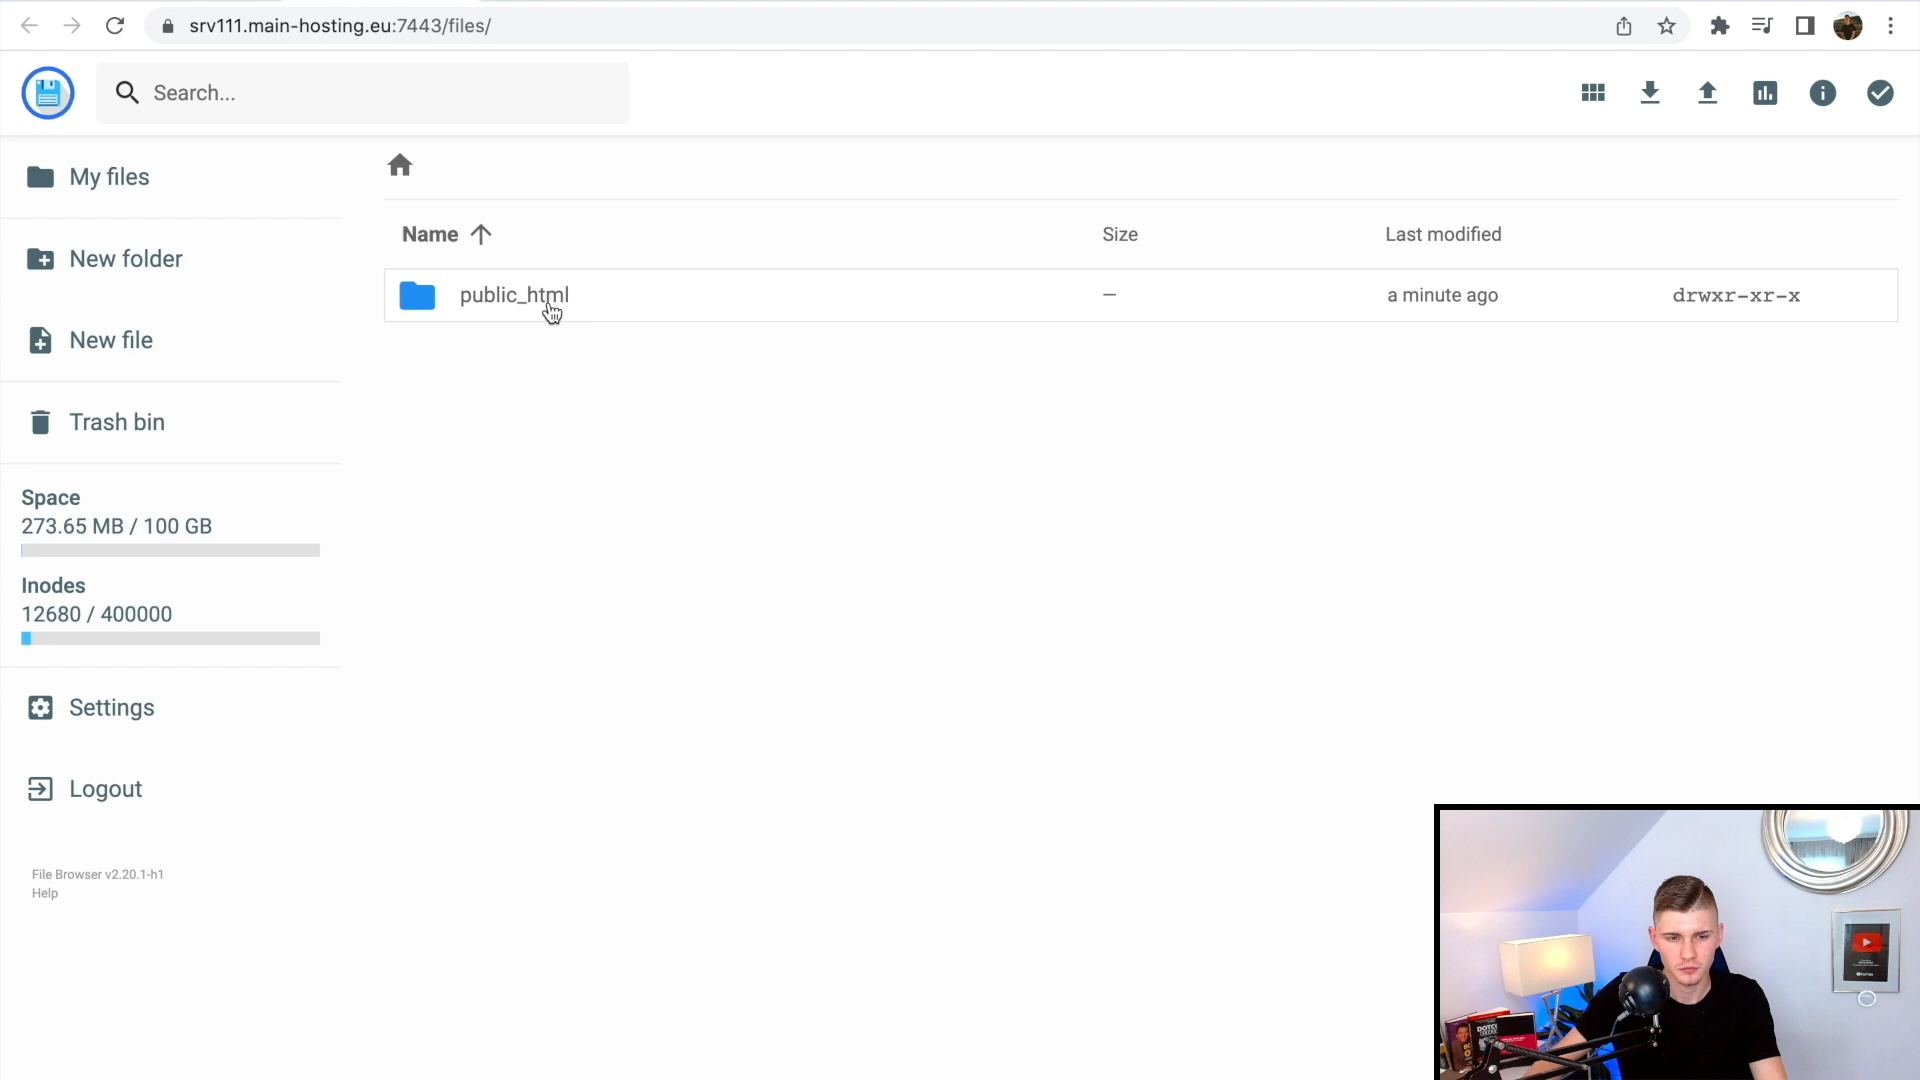 srv111.main-hosting.eu:7443/files/
Search...
My files
New folder
New file
Trash bin
Space
273.65 MB / 100 GB
Inodes
12680 / 400000
Settings
Logout
File Browser v2.20.1-h1
Help
Name
Size
Last modified
public_html
—
a minute ago
drwxr-xr-x